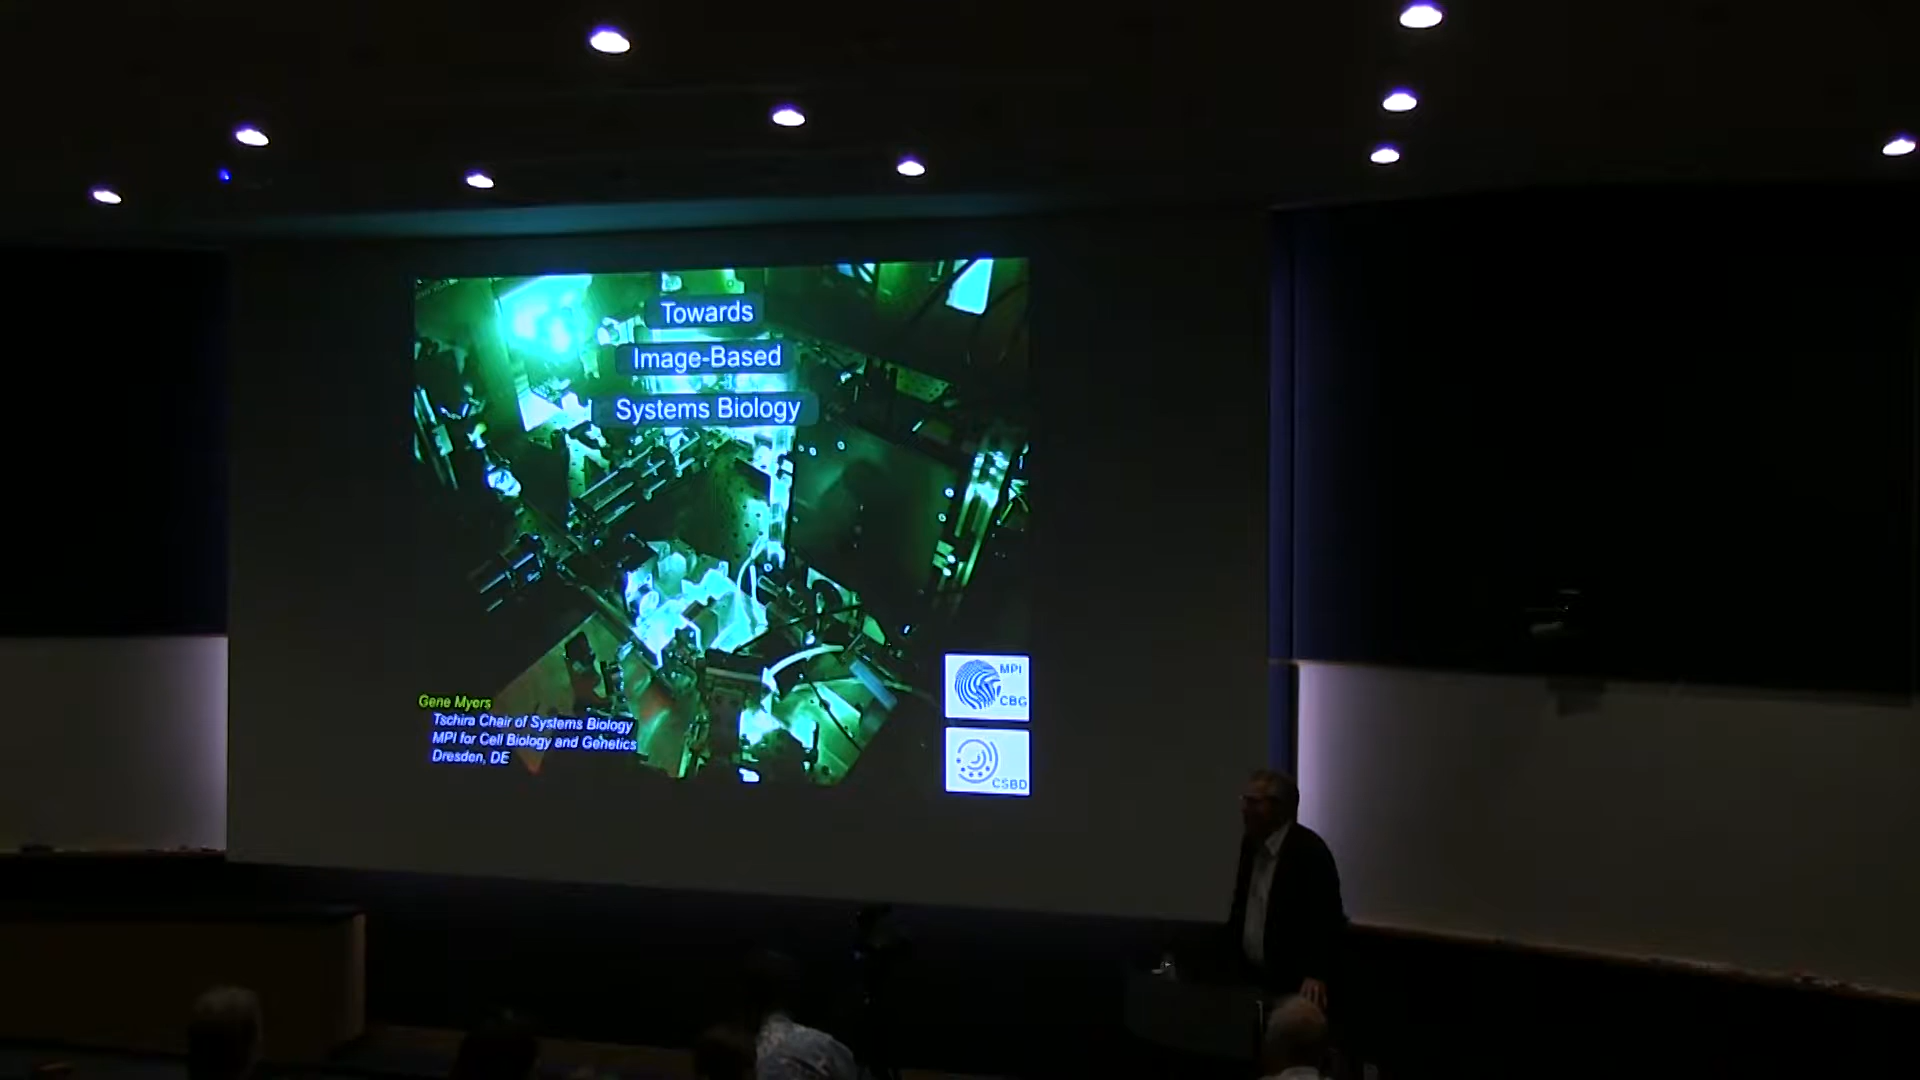 Towards
Image-Based
Systems Biology
Gene Myers
Tschira Chair of Systems Biology
MPI for Cell Biology and Genetics
Dresden, DE
MPI
CBG
CSBD